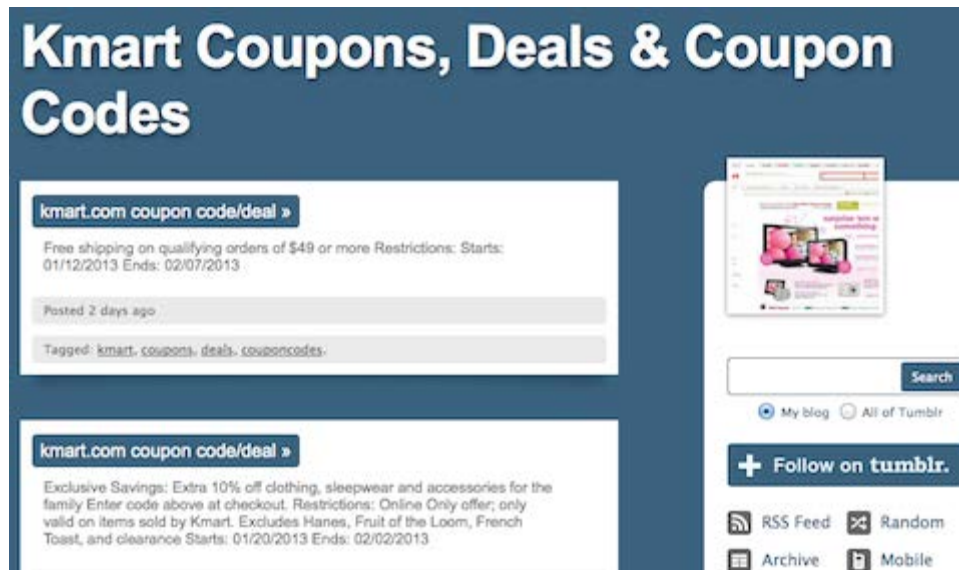 Kmart Coupons, Deals & Coupon
Codes
kmart.com coupon code/deal »
Free shipping on qualifying orders of $49 or more Restrictions: Starts:
01/12/2013 Ends: 02/07/2013
Posted 2 days ago
Tagged: kmart, coupons, deals, couponcodes.
kmart.com coupon code/deal »
Exclusive Savings: Extra 10% off clothing, sleepwear and accessories for the
family Enter code above at checkout. Restrictions: Online Only offer; only
valid on items sold by Kmart. Excludes Hanes, Fruit of the Loom, French
Toast, and clearance Starts: 01/20/2013 Ends: 02/02/2013
surprise 'em w
something
Search
My blog All of Tumblr
Follow on tumblr.
RSS Feed Random
Archive Mobile